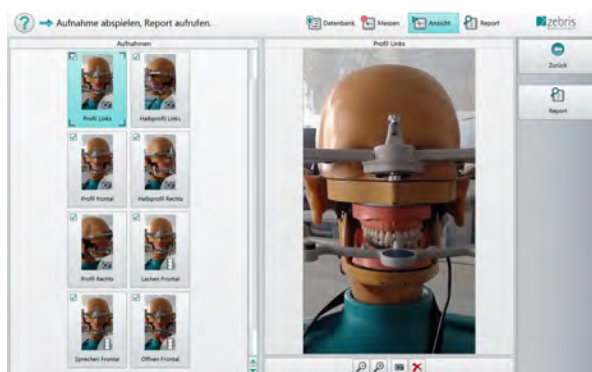 ? Aufnahme abspielen, Report aufrufen.
Datenbank Messen Ansicht Report
zebris
Aufnahmen
Profil Links
Zurück
Profil Links
Halbprofil Links
Report
Profil Frontal
Halbprofil Rechts
Profil Rechts
Lachen Frontal
Sprechen Frontal
Öffnen Frontal